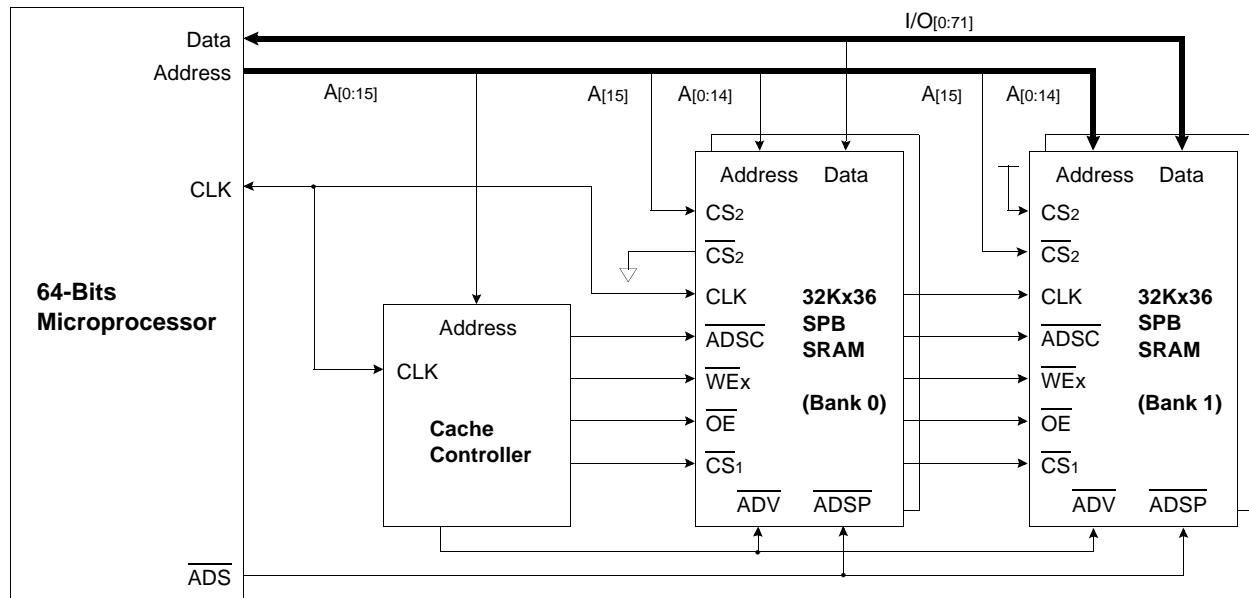 I/O[0:71]
Data
Address
A[0:15]
A[15]
A[0:14]
A[15]
A[0:14]
CLK
64-Bits
Microprocessor
ADS
Address
CLK
Cache
Controller
Address Data
CS2
CS2
CLK
ADSC
WEx
OE
CS1
ADV ADSP
32Kx36
SPB
SRAM
(Bank 0)
Address Data
CS2
CS2
CLK
ADSC
WEx
OE
CS1
ADV ADSP
32Kx36
SPB
SRAM
(Bank 1)